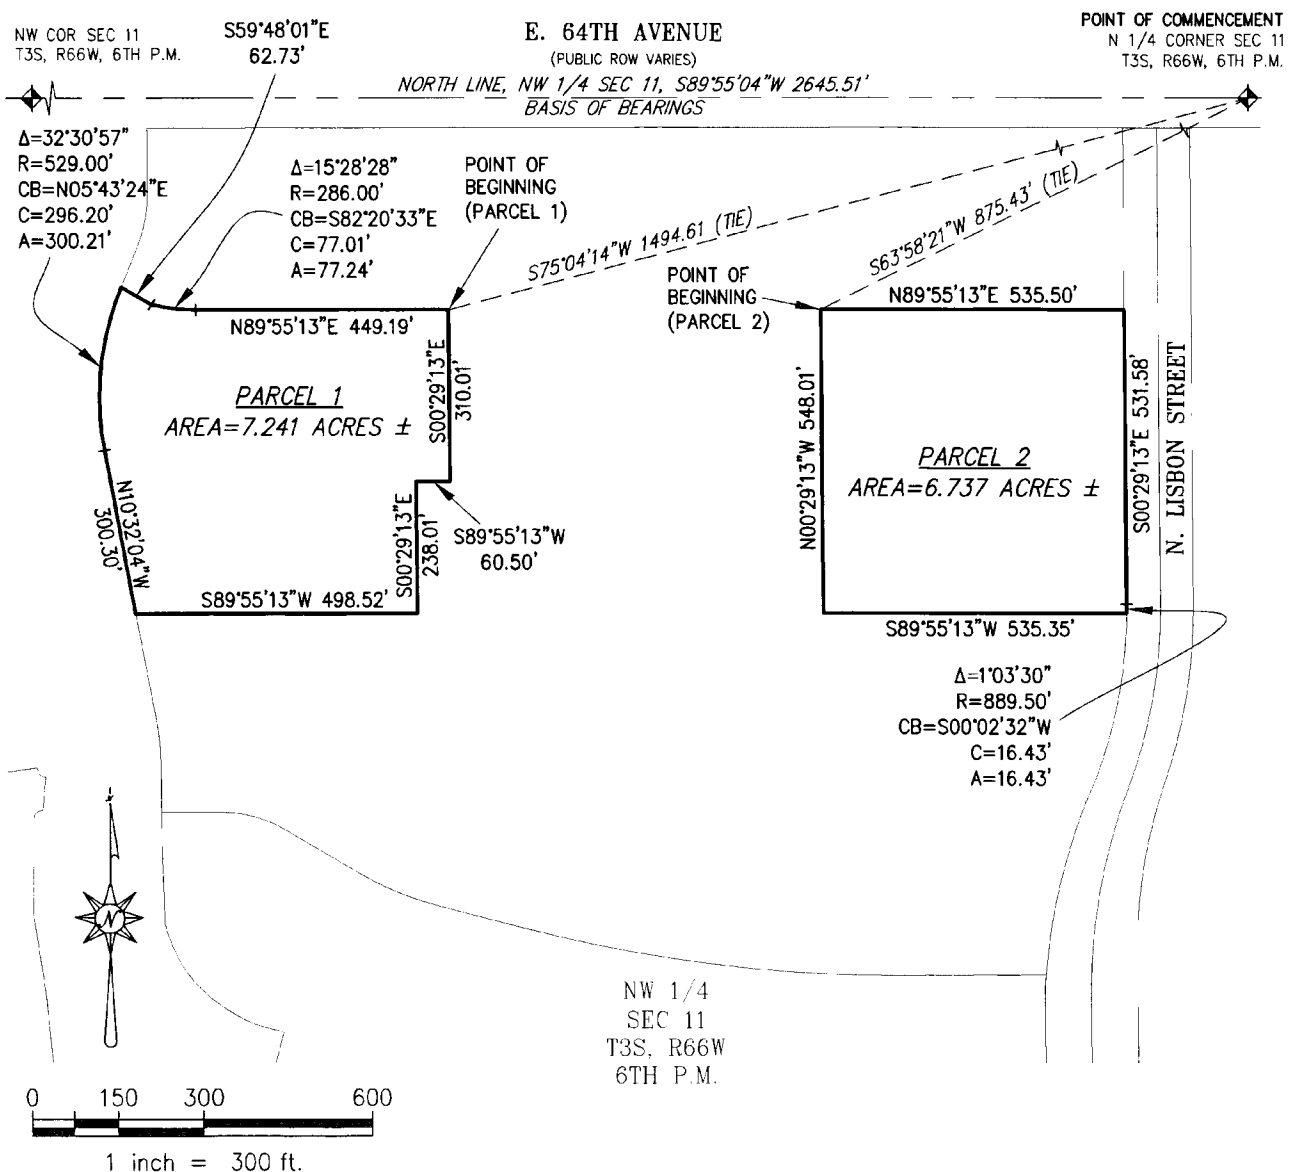 NW COR SEC 11
T3S, R66W, 6TH P.M.
S59°48'01"E
62.73'
E. 64TH AVENUE
(PUBLIC ROW VARIES)
NORTH LINE, NW 1/4 SEC 11, S89°55'04"W 2645.51'
BASIS OF BEARINGS
POINT OF COMMENCEMENT
N 1/4 CORNER SEC 11
T3S, R66W, 6TH P.M.
Δ=32°30'57"
R=529.00'
CB=N05°43'24"E
C=296.20'
A=300.21'
Δ=15°28'28"
R=286.00'
CB=S82°20'33"E
C=77.01'
A=77.24'
POINT OF
BEGINNING
(PARCEL 1)
S75°04'14"W 1494.61 (TIE)
S63°58'21"W 875.43' (TIE)
POINT OF
BEGINNING
(PARCEL 2)
N89°55'13"E 449.19'
N89°55'13"E 535.50'
PARCEL 1
AREA=7.241 ACRES ±
S00°29'13"E
310.01'
S89°55'13"W
60.50'
S00°29'13"E
238.01'
N10°32'04"W
300.30'
S89°55'13"W 498.52'
N00°29'13"W 548.01'
PARCEL 2
AREA=6.737 ACRES ±
S00°29'13"E 531.58'
N. LISBON STREET
S89°55'13"W 535.35'
Δ=1°03'30"
R=889.50'
CB=S00°02'32"W
C=16.43'
A=16.43'
N
NW 1/4
SEC 11
T3S, R66W
6TH P.M.
0 150 300 600
1 inch = 300 ft.